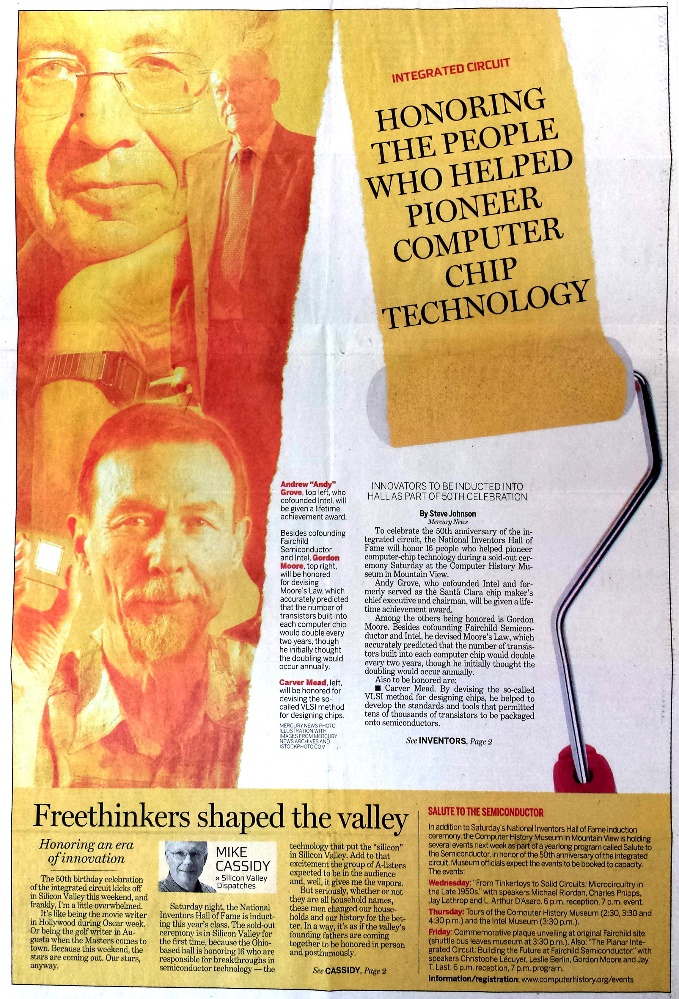 INTEGRATED CIRCUIT
HONORING
THE PEOPLE
WHO HELPED
PIONEER
COMPUTER
CHIP
TECHNOLOGY
Andrew “Andy”
Grove, top left, who
cofounded Intel, will
be given a lifetime
achievement award.
Besides cofounding
Fairchild
Semiconductor
and Intel, Gordon
Moore, top right,
will be honored
for devising
Moore's Law, which
accurately predicted
that the number of
transistors built into
each computer chip
would double every
two years, though
he initially thought
the doubling would
occur annually.
Carver Mead, left,
will be honored for
devising the so-
called VLSI method
for designing chips.
MERCURY NEWS PHOTO
ILLUSTRATION WITH
IMAGES FROM MERCURY
NEWS ARCHIVES AND
ISTOCKPHOTO.COM
INNOVATORS TO BE INDUCTED INTO
HALL AS PART OF 50TH CELEBRATION
By Steve Johnson
Mercury News
To celebrate the 50th anniversary of the in-
tegrated circuit, the National Inventors Hall of
Fame will honor 16 people who helped pioneer
computer-chip technology during a sold-out cer-
emony Saturday at the Computer History Mu-
seum in Mountain View.
Andy Grove, who cofounded Intel and for-
merly served as the Santa Clara chip maker's
chief executive and chairman, will be given a life-
time achievement award.
Among the others being honored is Gordon
Moore. Besides cofounding Fairchild Semicon-
ductor and Intel, he devised Moore's Law, which
accurately predicted that the number of transis-
tors built into each computer chip would double
every two years, though he initially thought the
doubling would occur annually.
Also to be honored are:
■ Carver Mead. By devising the so-called
VLSI method for designing chips, he helped to
develop the standards and tools that permitted
tens of thousands of transistors to be packaged
onto semiconductors.
See INVENTORS, Page 2
Freethinkers shaped the valley
Honoring an era
of innovation
The 50th birthday celebration
of the integrated circuit kicks off
in Silicon Valley this weekend, and
frankly, I'm a little overwhelmed.
It's like being the movie writer
in Hollywood during Oscar week.
Or being the golf writer in Au-
gusta when the Masters comes to
town. Because this weekend, the
stars are coming out. Our stars,
anyway.
MIKE
CASSIDY
» Silicon Valley
Dispatches
Saturday night, the National
Inventors Hall of Fame is induct-
ing this year's class. The sold-out
ceremony is in Silicon Valley for
the first time, because the Ohio-
based hall is honoring 16 who are
responsible for breakthroughs in
semiconductor technology — the
technology that put the “silicon”
in Silicon Valley. Add to that
excitement the group of A-listers
expected to be in the audience
and, well, it gives me the vapors.
But seriously, whether or not
they are all household names,
these men changed our house-
holds and our history for the bet-
ter. In a way, it's as if the valley's
founding fathers are coming
together to be honored in person
and posthumously.
See CASSIDY, Page 2
SALUTE TO THE SEMICONDUCTOR
In addition to Saturday's National Inventors Hall of Fame induction
ceremony, the Computer History Museum in Mountain View is holding
several events next week as part of a yearlong program called Salute to
the Semiconductor, in honor of the 50th anniversary of the integrated
circuit. Museum officials expect the events to be booked to capacity.
The events:
Wednesday: “From Tinkertoys to Solid Circuits: Microcircuitry in
the Late 1950s,” with speakers Michael Riordan, Charles Phipps,
Jay Lathrop and L. Arthur D'Asaro. 6 p.m. reception, 7 p.m. event.
Thursday: Tours of the Computer History Museum (2:30, 3:30 and
4:30 p.m.) and the Intel Museum (3:30 p.m.).
Friday: Commemorative plaque unveiling at original Fairchild site
(shuttle bus leaves museum at 3:30 p.m.). Also: “The Planar Inte-
grated Circuit: Building the Future at Fairchild Semiconductor,” with
speakers Christophe Lécuyer, Leslie Berlin, Gordon Moore and Jay
T. Last. 6 p.m. reception, 7 p.m. program.
Information/registration: www.computerhistory.org/events